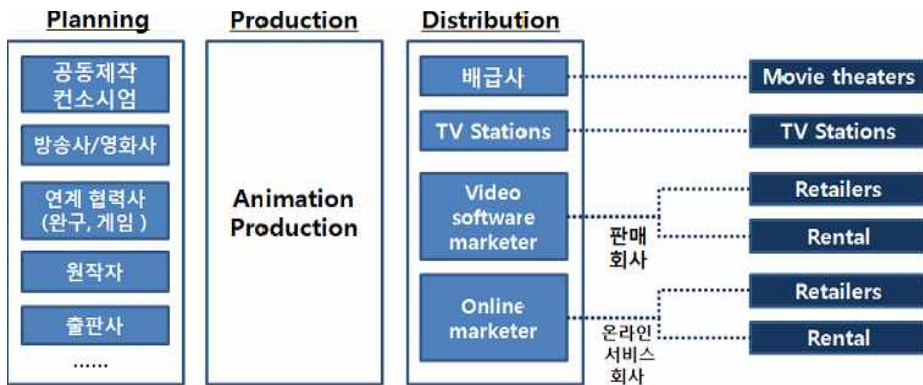 Planning
공동제작
컨소시엄
방송사/영화사
연계 협력사
(완구, 게임 )
원작자
출판사
......
Production
Animation
Production
Distribution
배급사
TV Stations
Video
software
marketer
Online
marketer
판매
회사
온라인
서비스
회사
Movie theaters
TV Stations
Retailers
Rental
Retailers
Rental